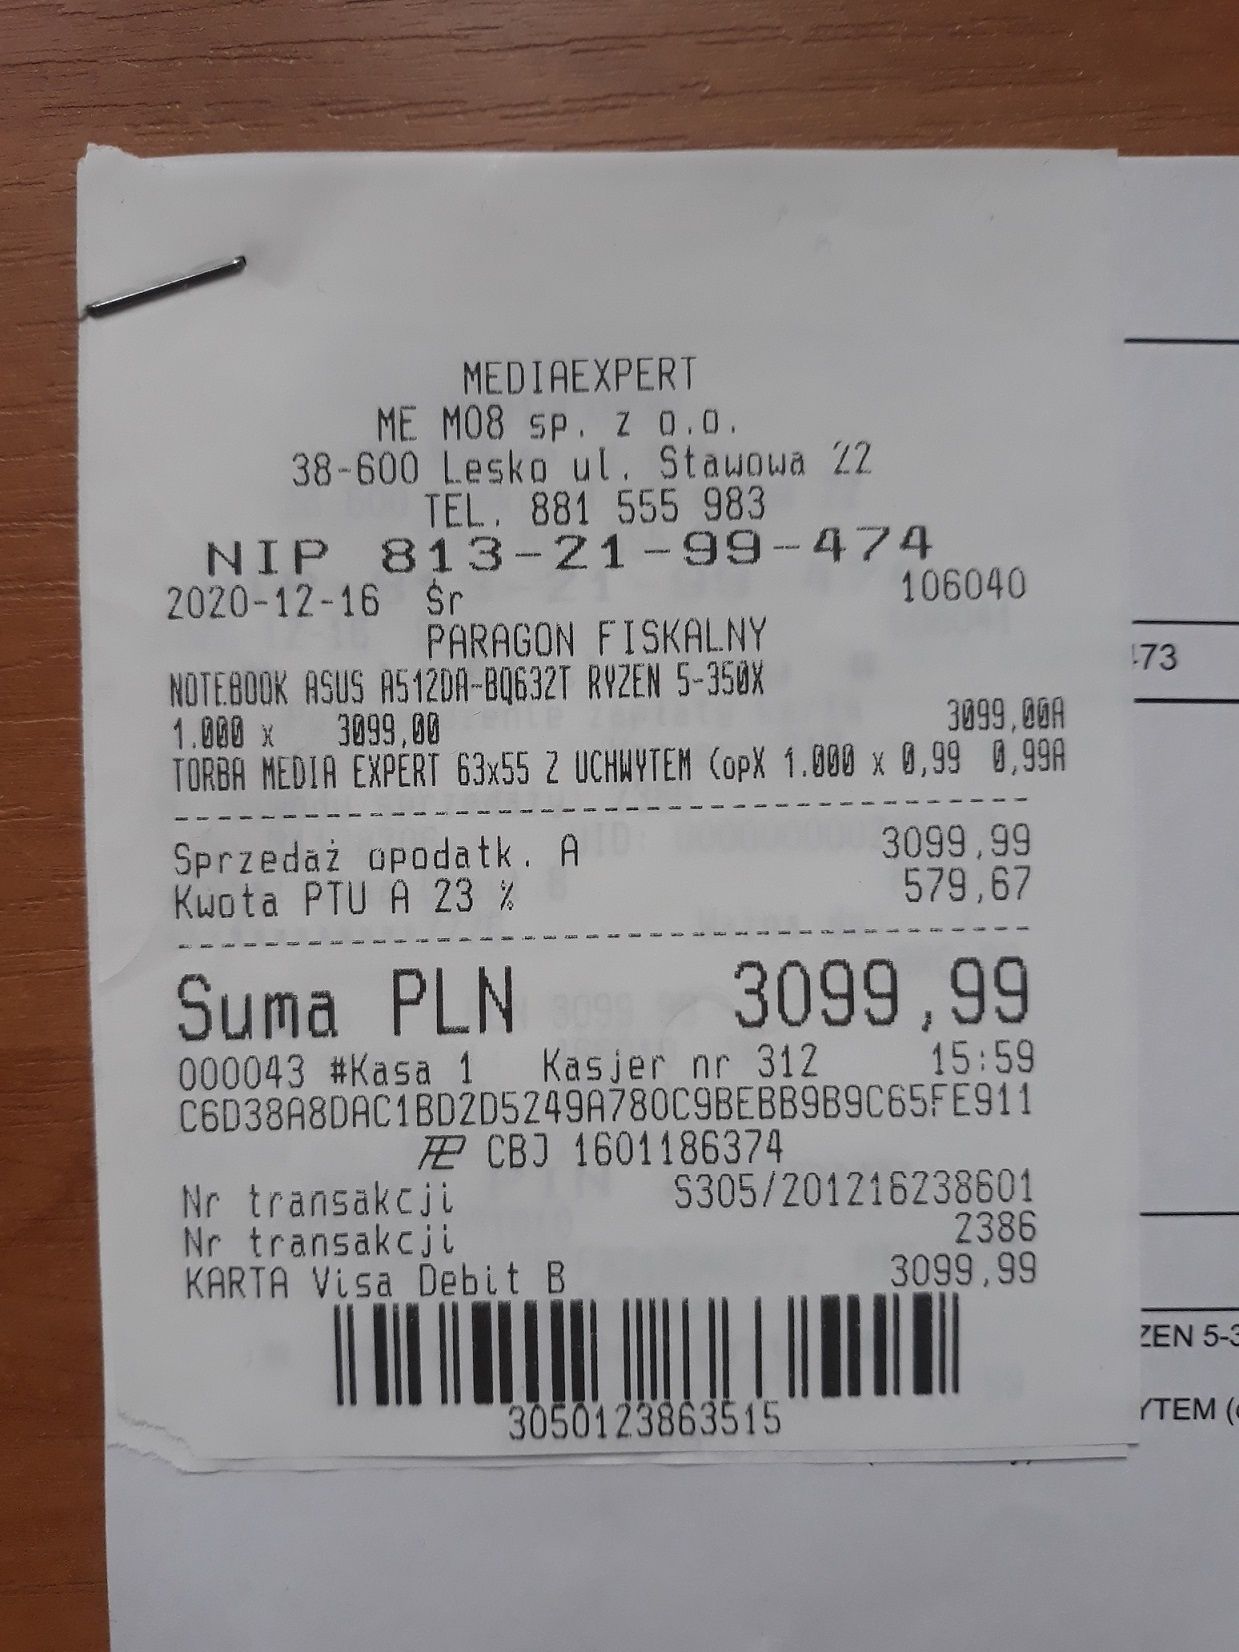 MEDIAEXPERT
ME M08 sp. z o.o.
38-600 Lesko ul. Stawowa 22
TEL. 881 555 983
NIP 813-21-99-474
2020-12-16 Śr 106040
PARAGON FISKALNY
NOTEBOOK ASUS A512DA-BQ632T RYZEN 5-350X
1.000 x 3099,00 3099,00A
TORBA MEDIA EXPERT 63x55 Z UCHWYTEM (opX 1.000 x 0,99 0,99A
Sprzedaż opodatk. A 3099,99
Kwota PTU A 23 % 579,67
Suma PLN 3099,99
000043 #Kasa 1 Kasjer nr 312 15:59
C6D38A8DAC1BD2D5249A780C9BEBB9B9C65FE911
CBJ 1601186374
Nr transakcji S305/201216238601
Nr transakcji 2386
KARTA Visa Debit B 3099,99
3050123863515
473
ZEN 5-3
YTEM (